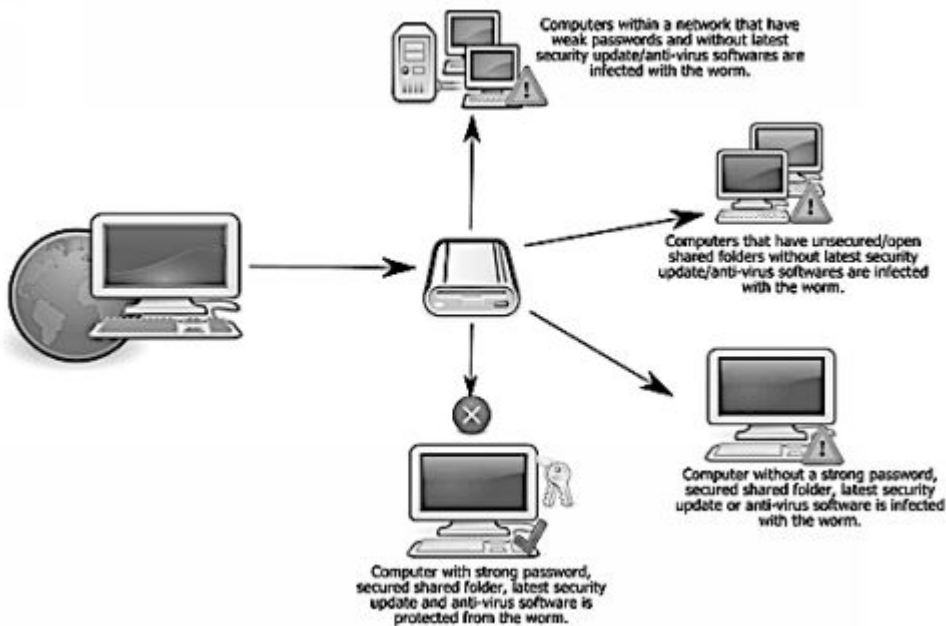 Computers within a network that have
weak passwords and without latest
security update/anti-virus softwares are
infected with the worm.
Computers that have unsecured/open
shared folders without latest security
update/anti-virus softwares are infected
with the worm.
Computer without a strong password,
secured shared folder, latest security
update or anti-virus software is infected
with the worm.
Computer with strong password,
secured shared folder, latest security
update and anti-virus software is
protected from the worm.